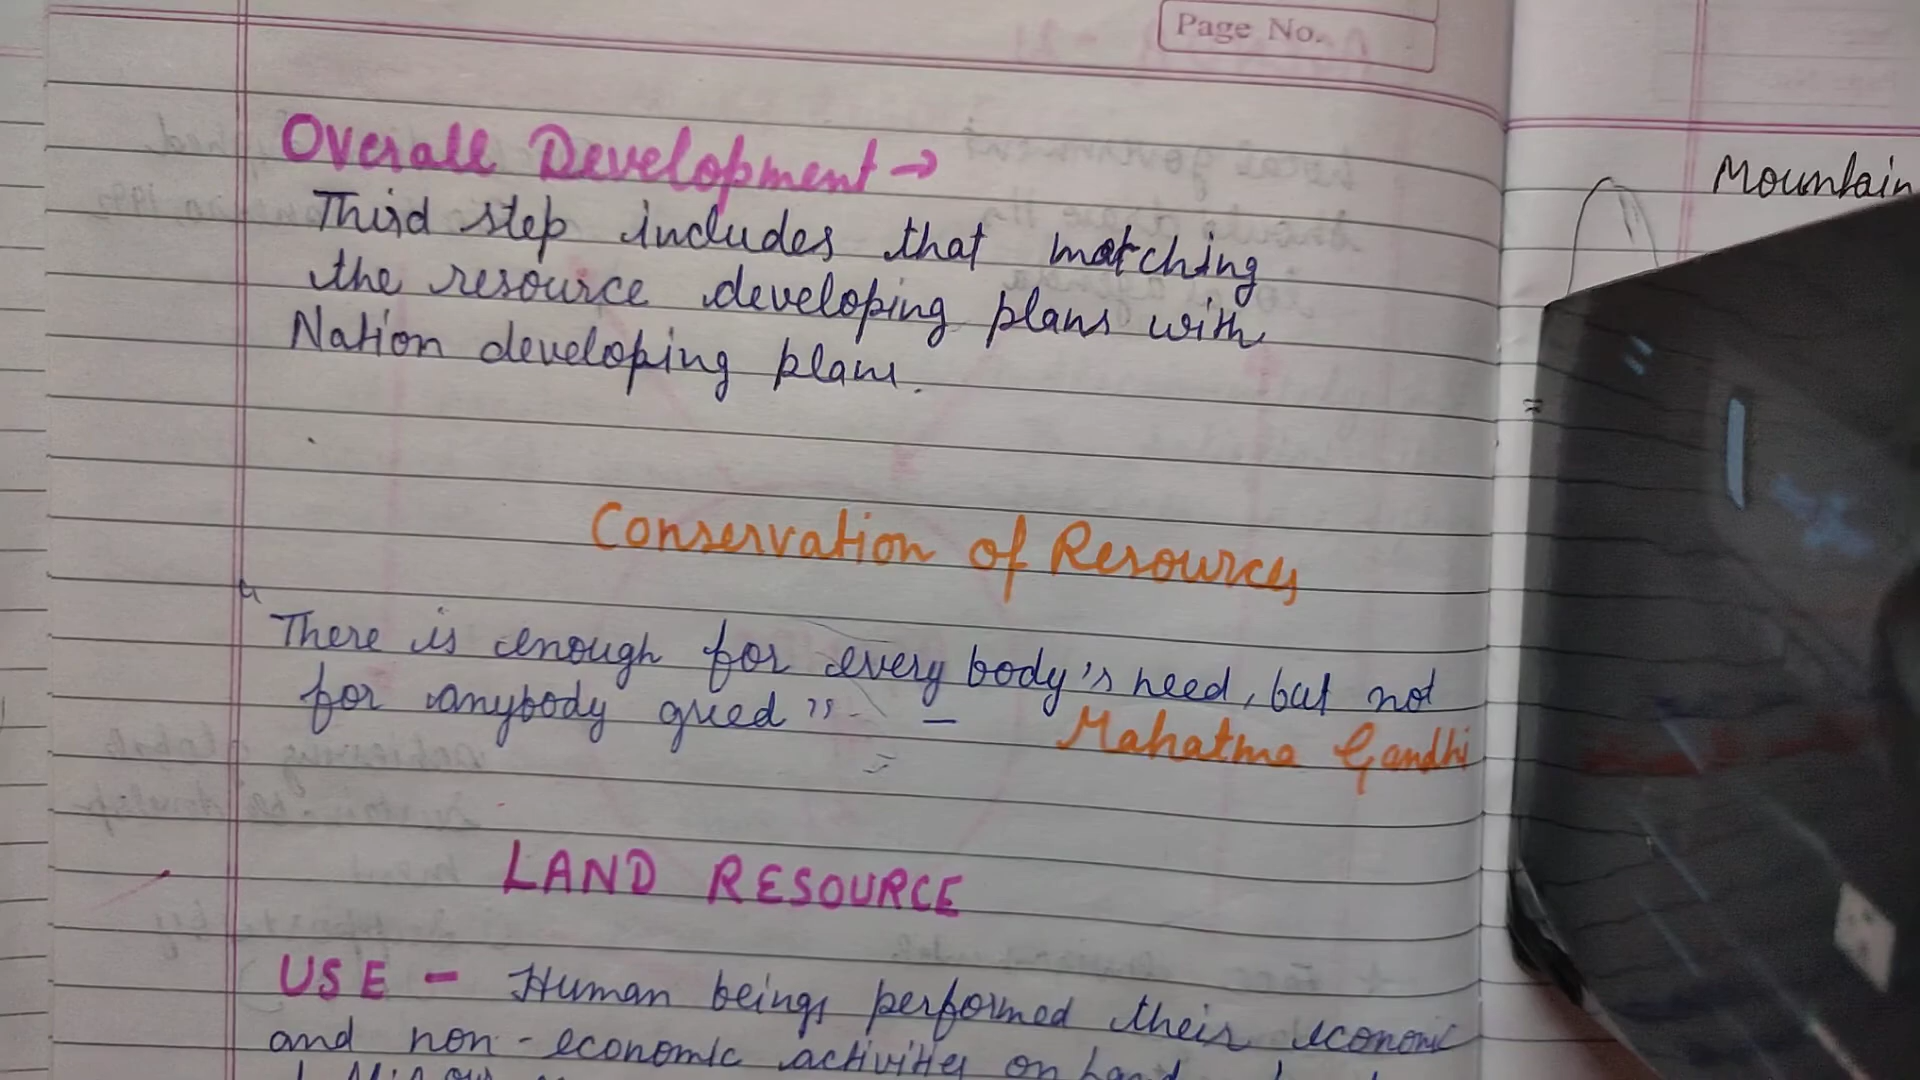 Page No.
Overall Development →
Third step includes that matching
the resource developing plans with
Nation developing plans.
Conservation of Resources
"There is enough for every body's need, but not
for anybody greed" - Mahatma Gandhi
LAND RESOURCE
USE - Human beings performed their economic
and non-economic activities on Land
Mountain